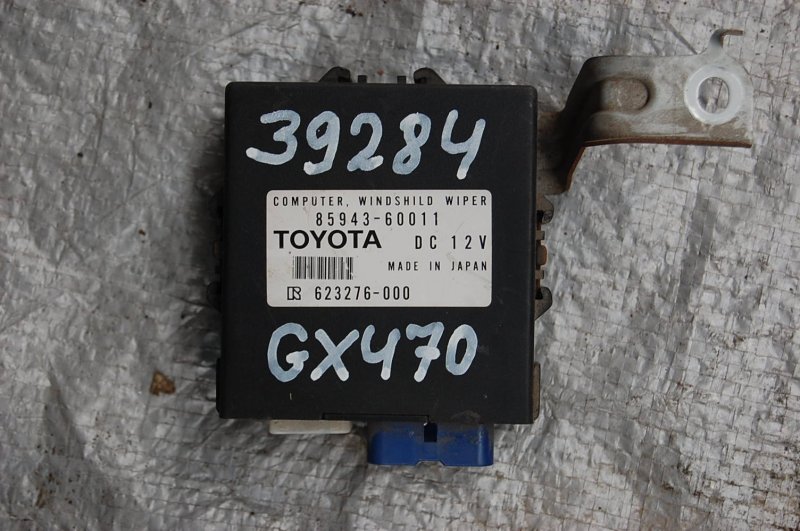 39284
COMPUTER, WINDSHILD WIPER
85943-60011
TOYOTA DC 12V
MADE IN JAPAN
R 623276-000
GX470